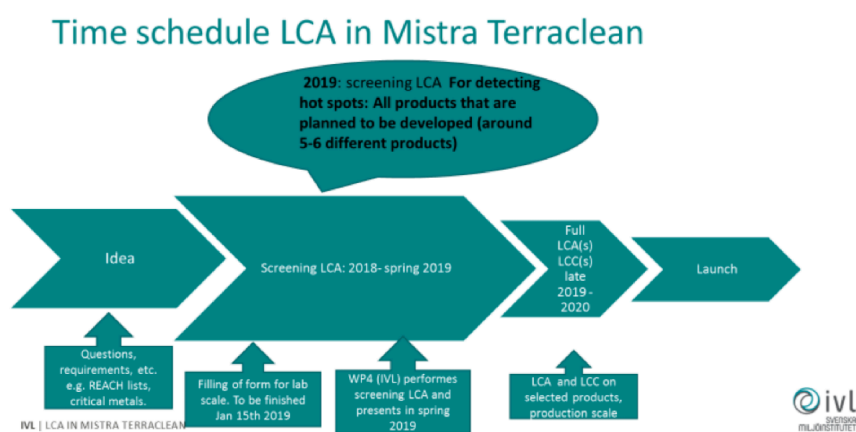 Time schedule LCA in Mistra Terraclean
2019: screening LCA For detecting
hot spots: All products that are
planned to be developed (around
5-6 different products)
Idea
Screening LCA: 2018- spring 2019
Full
LCA(s)
LCC(s)
late
2019 -
2020
Launch
Questions,
requirements, etc.
e.g. REACH lists,
critical metals.
Filling of form for lab
scale. To be finished
Jan 15th 2019
WP4 (IVL) performes
screening LCA and
presents in spring
2019
LCA and LCC on
selected products,
production scale
IVL | LCA IN MISTRA TERRACLEAN
ivl
SVENSKA
MILJÖINSTITUTET